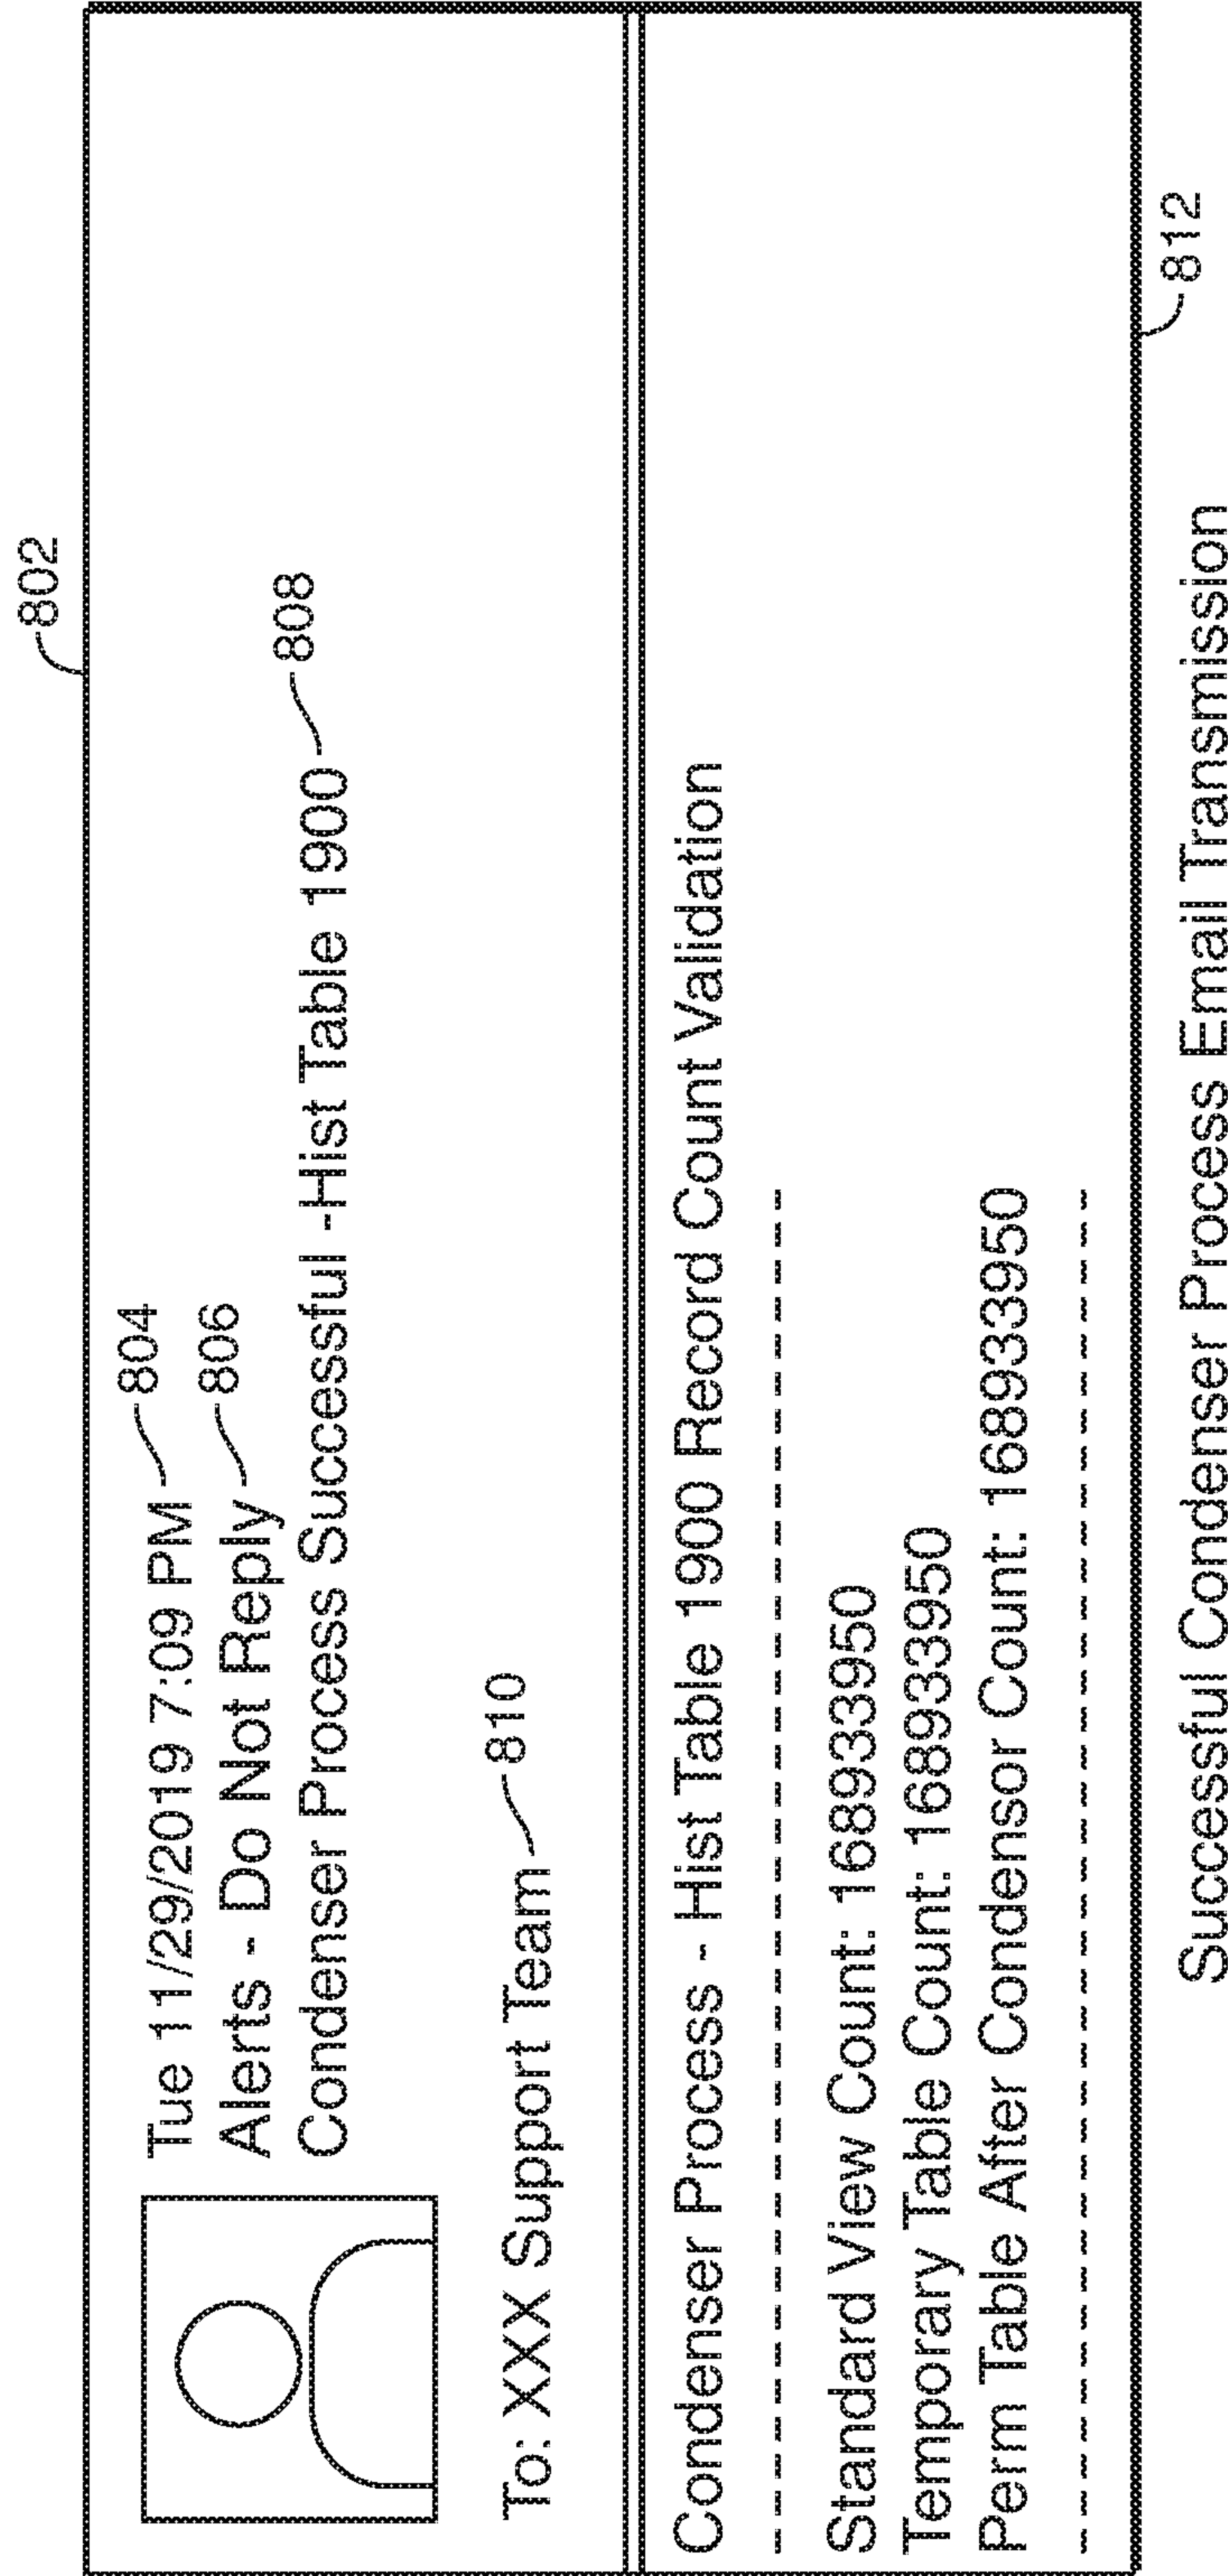 802
Tue 11/29/2019 7:09 PM 804
Alerts - Do Not Reply 806
Condenser Process Successful -Hist Table 1900 808
To: XXX Support Team 810
Condenser Process - Hist Table 1900 Record Count Validation
Standard View Count: 168933950
Temporary Table Count: 168933950
Perm Table After Condensor Count: 168933950
812
Successful Condenser Process Email Transmission